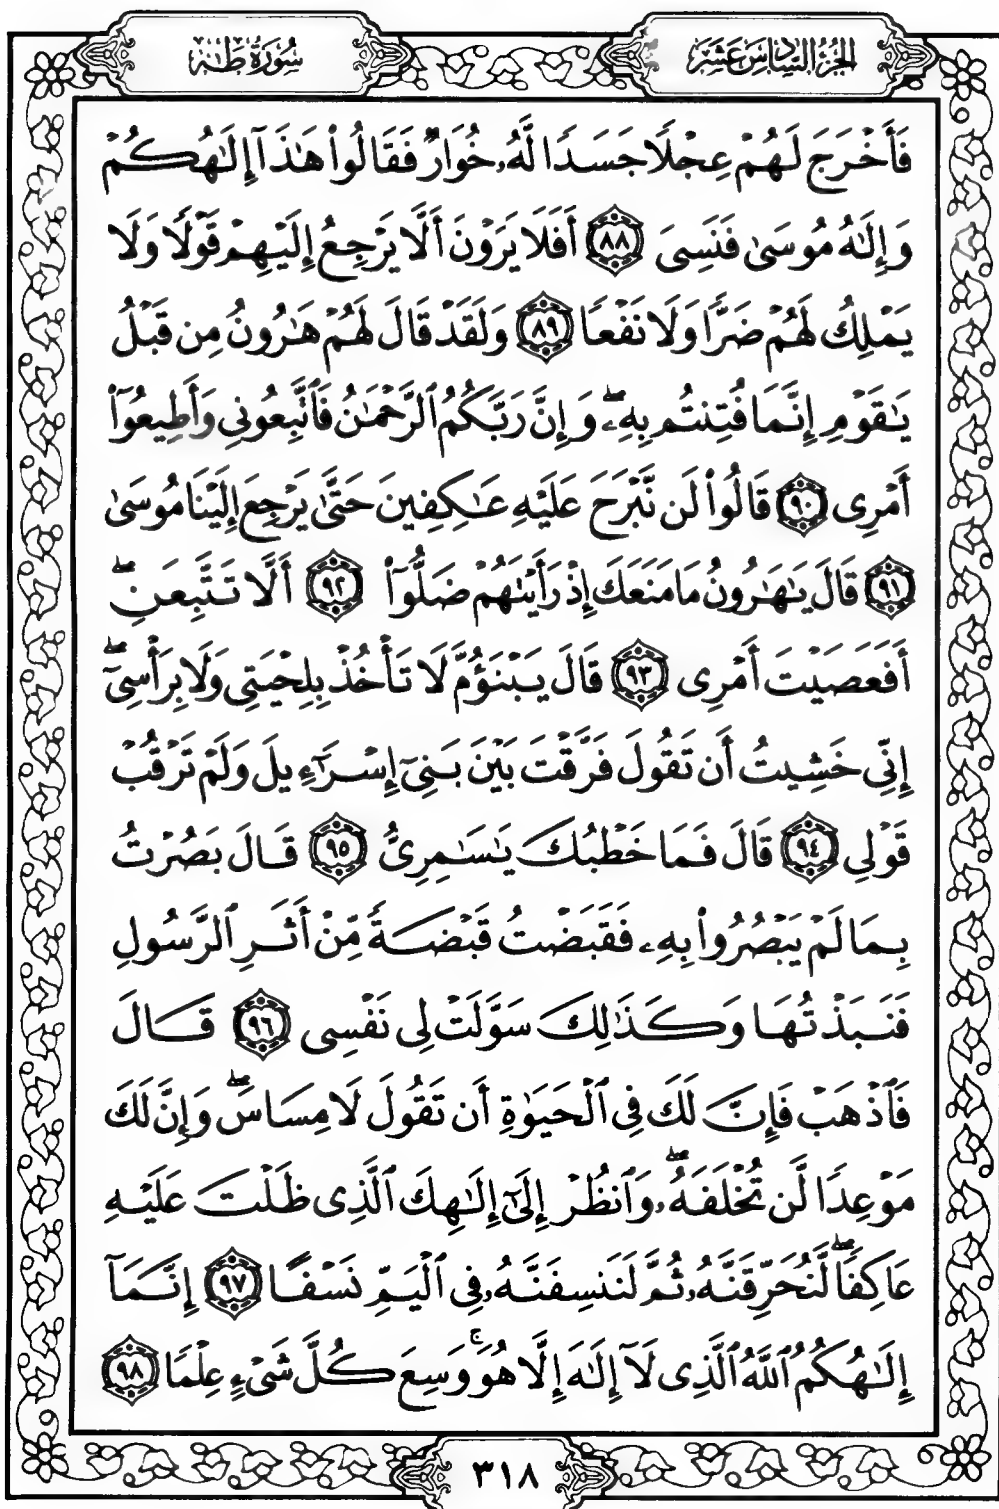 الجزء السادس عشر
سورة طه
فَأَخْرَجَ لَهُمْ عِجْلًا جَسَدًا لَّهُۥ خُوَارٌ فَقَالُوا۟ هَـٰذَآ إِلَـٰهُكُمْ
وَإِلَـٰهُ مُوسَىٰ فَنَسِىَ ٨٨ أَفَلَا يَرَوْنَ أَلَّا يَرْجِعُ إِلَيْهِمْ قَوْلًا وَلَا
يَمْلِكُ لَهُمْ ضَرًّا وَلَا نَفْعًا ٨٩ وَلَقَدْ قَالَ لَهُمْ هَـٰرُونُ مِن قَبْلُ
يَـٰقَوْمِ إِنَّمَا فُتِنتُم بِهِۦ ۖ وَإِنَّ رَبَّكُمُ ٱلرَّحْمَـٰنُ فَٱتَّبِعُونِى وَأَطِيعُوٓا۟
أَمْرِى ٩٠ قَالُوا۟ لَن نَّبْرَحَ عَلَيْهِ عَـٰكِفِينَ حَتَّىٰ يَرْجِعَ إِلَيْنَا مُوسَىٰ
٩١ قَالَ يَـٰهَـٰرُونُ مَا مَنَعَكَ إِذْ رَأَيْتَهُمْ ضَلُّوٓا۟ ٩٢ أَلَّا تَتَّبِعَنِ ۖ
أَفَعَصَيْتَ أَمْرِى ٩٣ قَالَ يَبْنَؤُمَّ لَا تَأْخُذْ بِلِحْيَتِى وَلَا بِرَأْسِىٓ ۖ
إِنِّى خَشِيتُ أَن تَقُولَ فَرَّقْتَ بَيْنَ بَنِىٓ إِسْرَٰٓءِيلَ وَلَمْ تَرْقُبْ
قَوْلِى ٩٤ قَالَ فَمَا خَطْبُكَ يَـٰسَـٰمِرِىُّ ٩٥ قَالَ بَصُرْتُ
بِمَا لَمْ يَبْصُرُوا۟ بِهِۦ فَقَبَضْتُ قَبْضَةً مِّنْ أَثَرِ ٱلرَّسُولِ
فَنَبَذْتُهَا وَكَذَٰلِكَ سَوَّلَتْ لِى نَفْسِى ٩٦ قَالَ
فَٱذْهَبْ فَإِنَّ لَكَ فِى ٱلْحَيَوٰةِ أَن تَقُولَ لَا مِسَاسَ ۖ وَإِنَّ لَكَ
مَوْعِدًا لَّن تُخْلَفَهُۥ ۖ وَٱنظُرْ إِلَىٰٓ إِلَـٰهِكَ ٱلَّذِى ظَلْتَ عَلَيْهِ
عَاكِفًا ۖ لَّنُحَرِّقَنَّهُۥ ثُمَّ لَنَنسِفَنَّهُۥ فِى ٱلْيَمِّ نَسْفًا ٩٧ إِنَّمَآ
إِلَـٰهُكُمُ ٱللَّهُ ٱلَّذِى لَآ إِلَـٰهَ إِلَّا هُوَ ۚ وَسِعَ كُلَّ شَىْءٍ عِلْمًا ٩٨
٣١٨